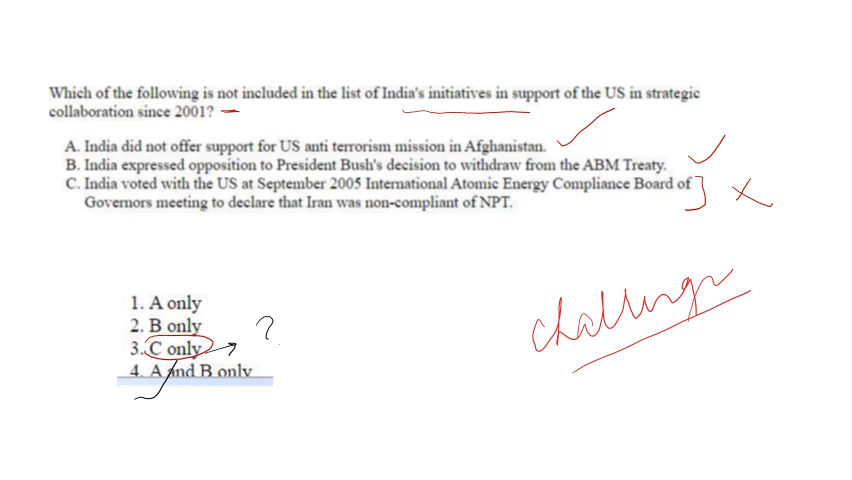 Which of the following is not included in the list of India's initiatives in support of the US in strategic
collaboration since 2001?
A. India did not offer support for US anti terrorism mission in Afghanistan.
B. India expressed opposition to President Bush's decision to withdraw from the ABM Treaty.
C. India voted with the US at September 2005 International Atomic Energy Compliance Board of
Governors meeting to declare that Iran was non-compliant of NPT.
1. A only
2. B only
3. C only
?
4. A and B only
challenge